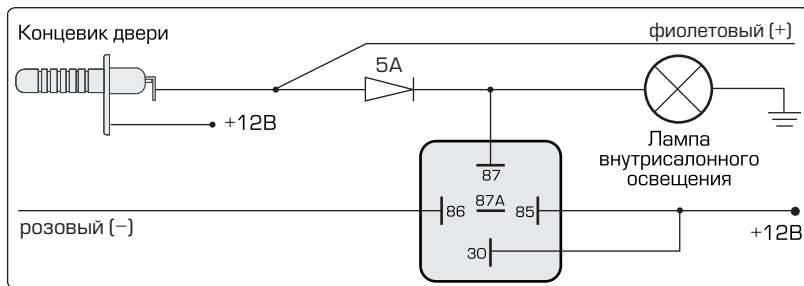 Концевик двери
фиолетовый (+)
5А
+12В
Лампа
внутрисалонного
освещения
87
86
87А
85
30
розовый (−)
+12В